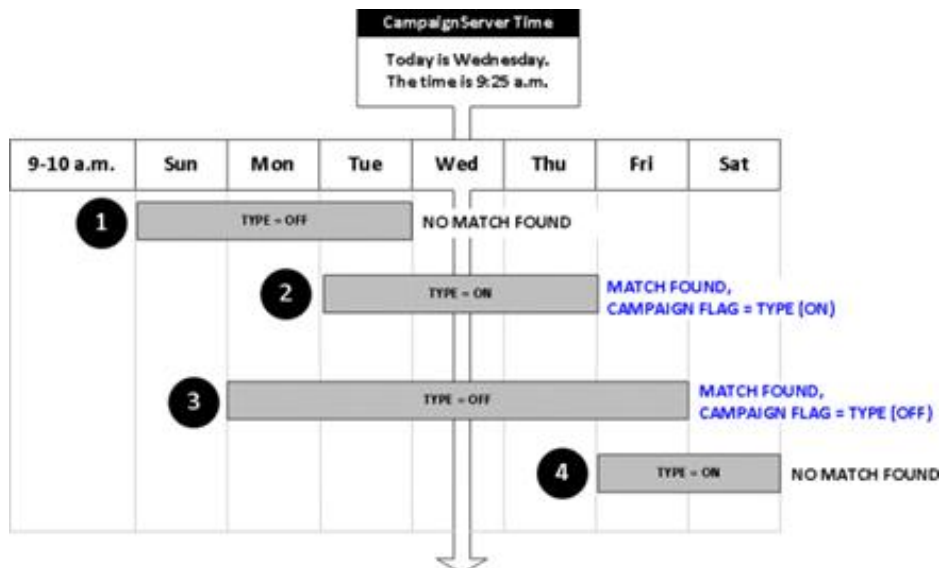 CampaignServer Time
Today is Wednesday.
The time is 9:25 a.m.
9-10 a.m. Sun Mon Tue Wed Thu Fri Sat
1 TYPE = OFF NO MATCH FOUND
2 TYPE = ON MATCH FOUND,
CAMPAIGN FLAG = TYPE (ON)
3 TYPE = OFF MATCH FOUND,
CAMPAIGN FLAG = TYPE (OFF)
4 TYPE = ON NO MATCH FOUND